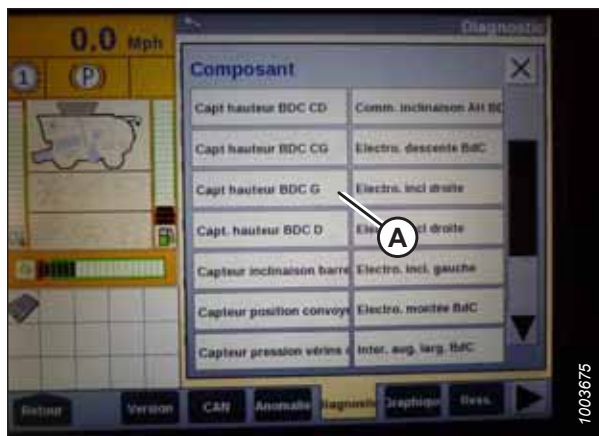 0.0 Mph
Diagnostic
1
(P)
Composant
X
Capt hauteur BDC CD
Comm. inclinaison AH BC
Capt hauteur BDC CG
Electro. descente BdC
Capt hauteur BDC G
Electro. incl droite
Capt. hauteur BDC D
incl droite
A
Capteur inclinaison barre
Electro. incl. gauche
Capteur position convoye
Electro. montée BdC
Capteur pression vérins
Inter. aug. larg. BdC
Retour
Version
CAN
Anomalie
Diagnostic
Graphique
Ress.
1003675